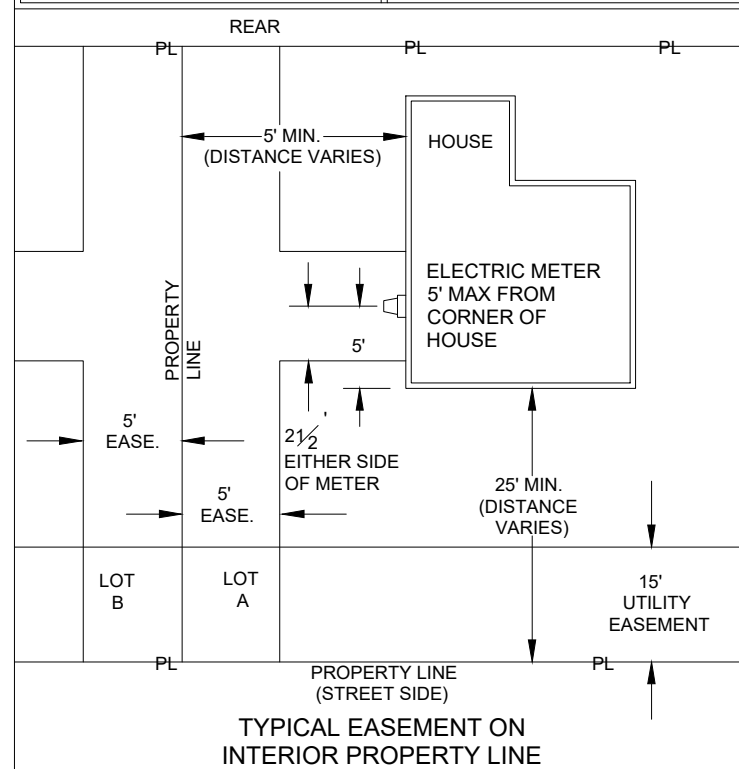 REAR
PL
PL
PL
5' MIN.
(DISTANCE VARIES)
HOUSE
ELECTRIC METER
5' MAX FROM
CORNER OF
HOUSE
PROPERTY
LINE
5'
5'
EASE.
2 1/2'
EITHER SIDE
OF METER
5'
EASE.
25' MIN.
(DISTANCE
VARIES)
LOT
B
LOT
A
15'
UTILITY
EASEMENT
PL
PROPERTY LINE
(STREET SIDE)
PL
TYPICAL EASEMENT ON
INTERIOR PROPERTY LINE